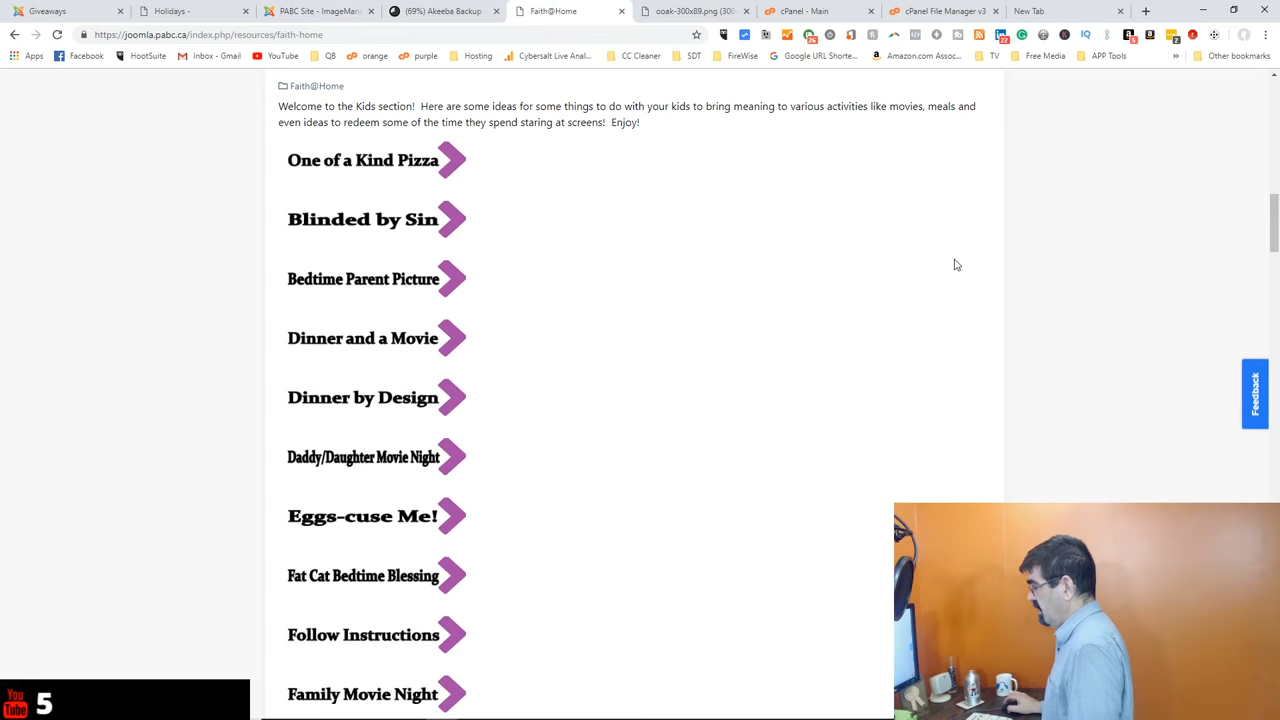 Giveaways
Holidays -
PABC Site - ImageMan
(69%) Akeeba Backup -
Faith@Home
ooak-300x89.png (300
cPanel - Main
cPanel File Manager v3
New Tab
https://joomla.pabc.ca/index.php/resources/faith-home
Apps
Facebook
HootSuite
Inbox - Gmail
YouTube
QB
orange
purple
Hosting
Cybersalt Live Anal...
CC Cleaner
SDT
FireWise
Google URL Shorte...
Amazon.com Assoc...
TV
Free Media
APP Tools
»
Other bookmarks
Faith@Home
Welcome to the Kids section! Here are some ideas for some things to do with your kids to bring meaning to various activities like movies, meals and
even ideas to redeem some of the time they spend staring at screens! Enjoy!
One of a Kind Pizza
Blinded by Sin
Bedtime Parent Picture
Dinner and a Movie
Dinner by Design
Daddy/Daughter Movie Night
Eggs-cuse Me!
Fat Cat Bedtime Blessing
Follow Instructions
Family Movie Night
Feedback
You
Tube
5